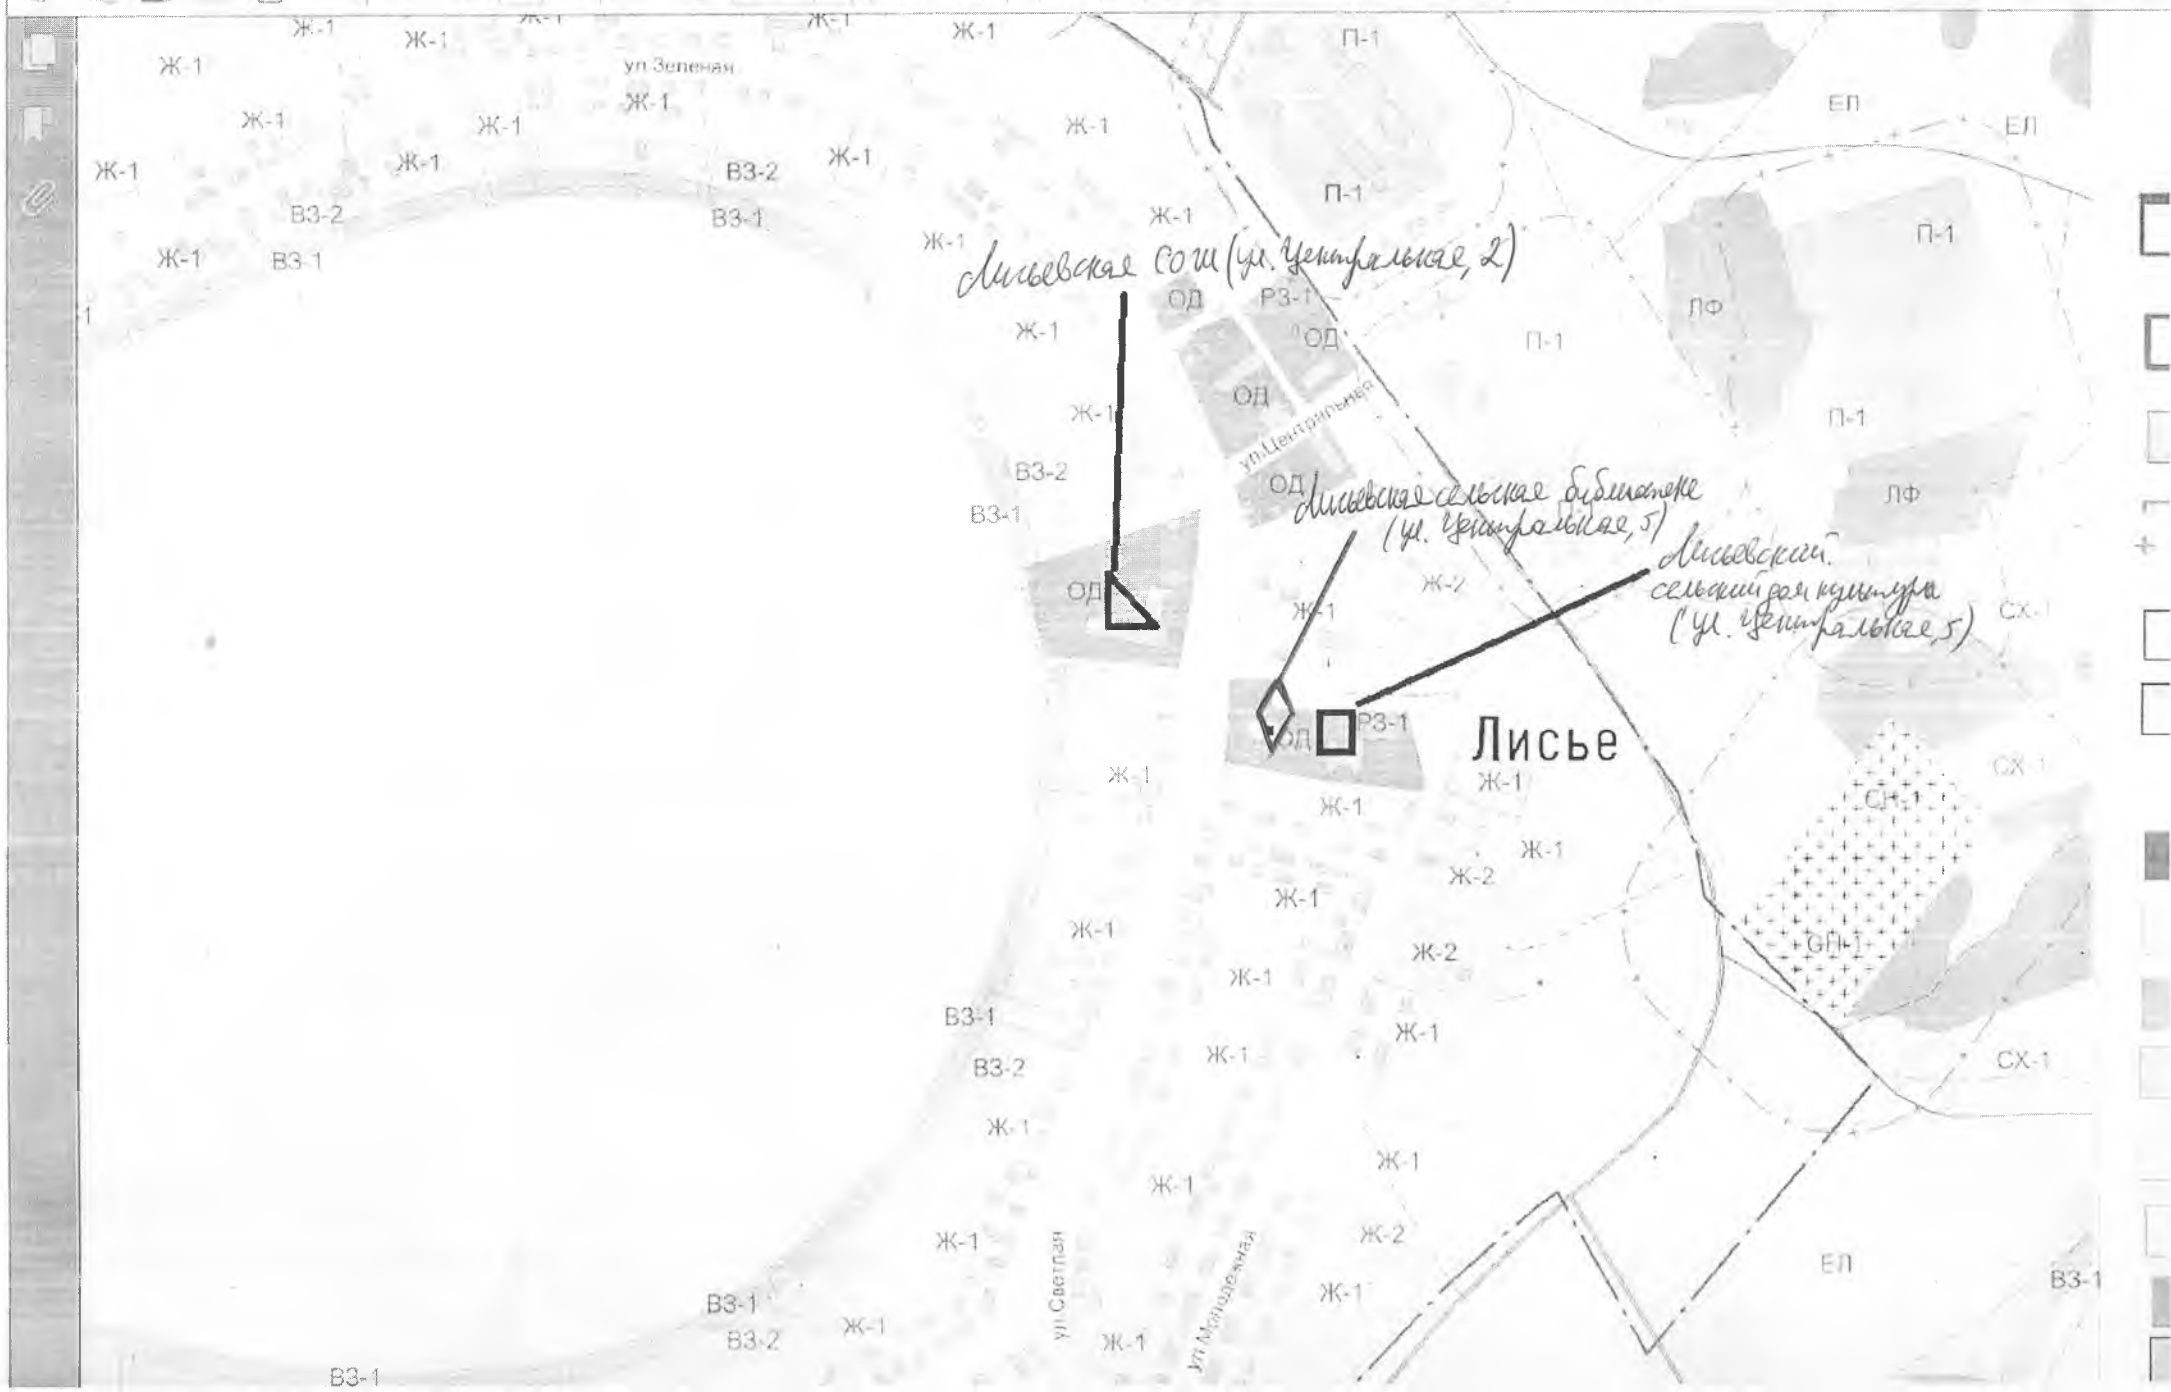 Ж-1
Ж-1
Ж-1
Ж-1
Ж-1
П-1
Ж-1
ул.Зеленая
Ж-1
Ж-1
Ж-1
Ж-1
ЕЛ
ЕЛ
Ж-1
Ж-1
ВЗ-2
Ж-1
П-1
ВЗ-2
ВЗ-1
Ж-1
Ж-1
П-1
Ж-1
ВЗ-1
Лисьевская СОШ (ул. Центральная, 2)
ОД
РЗ-1
ЛФ
Ж-1
ОД
П-1
ОД
ул.Центральная
Ж-1
П-1
ВЗ-2
ВЗ-1
ОД
Лисьевская сельская библиотека
(ул. Центральная, 5)
ЛФ
Лисьевский
сельский дом культуры
(ул. Центральная, 5)
Ж-2
ОД
Ж-1
СХ-1
ОД
РЗ-1
Лисье
Ж-1
Ж-1
Ж-1
СХ-1
СН-1
Ж-1
Ж-2
Ж-1
Ж-1
Ж-2
СН-1
Ж-1
ВЗ-1
Ж-1
Ж-1
ВЗ-2
СХ-1
Ж-1
Ж-1
Ж-1
Ж-1
Ж-2
ЕЛ
ВЗ-1
ул.Светлая
ул.Молодежная
Ж-1
ВЗ-1
Ж-1
ВЗ-2
Ж-1
ВЗ-1